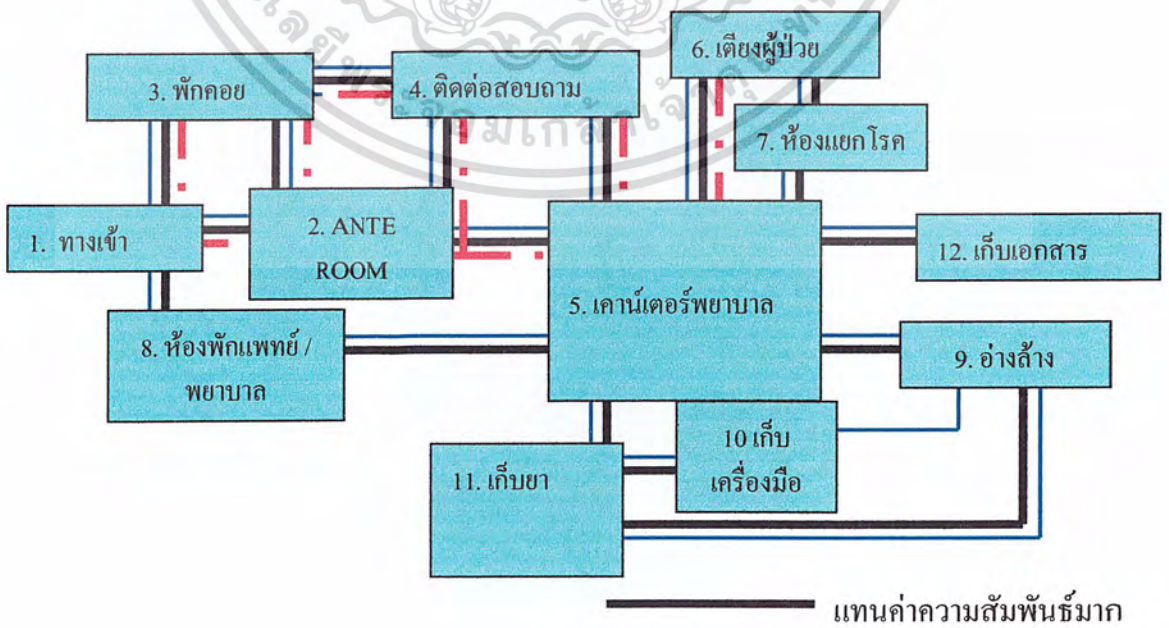 6. เตียงผู้ป่วย
3. พักคอย
4. ติดต่อสอบถาม
7. ห้องแยกโรค
1. ทางเข้า
2. ANTE
ROOM
12. เก็บเอกสาร
5. เคาน์เตอร์พยาบาล
8. ห้องพักแพทย์ /
พยาบาล
9. อ่างล้าง
10 เก็บ
เครื่องมือ
11. เก็บยา
แทนค่าความสัมพันธ์มาก